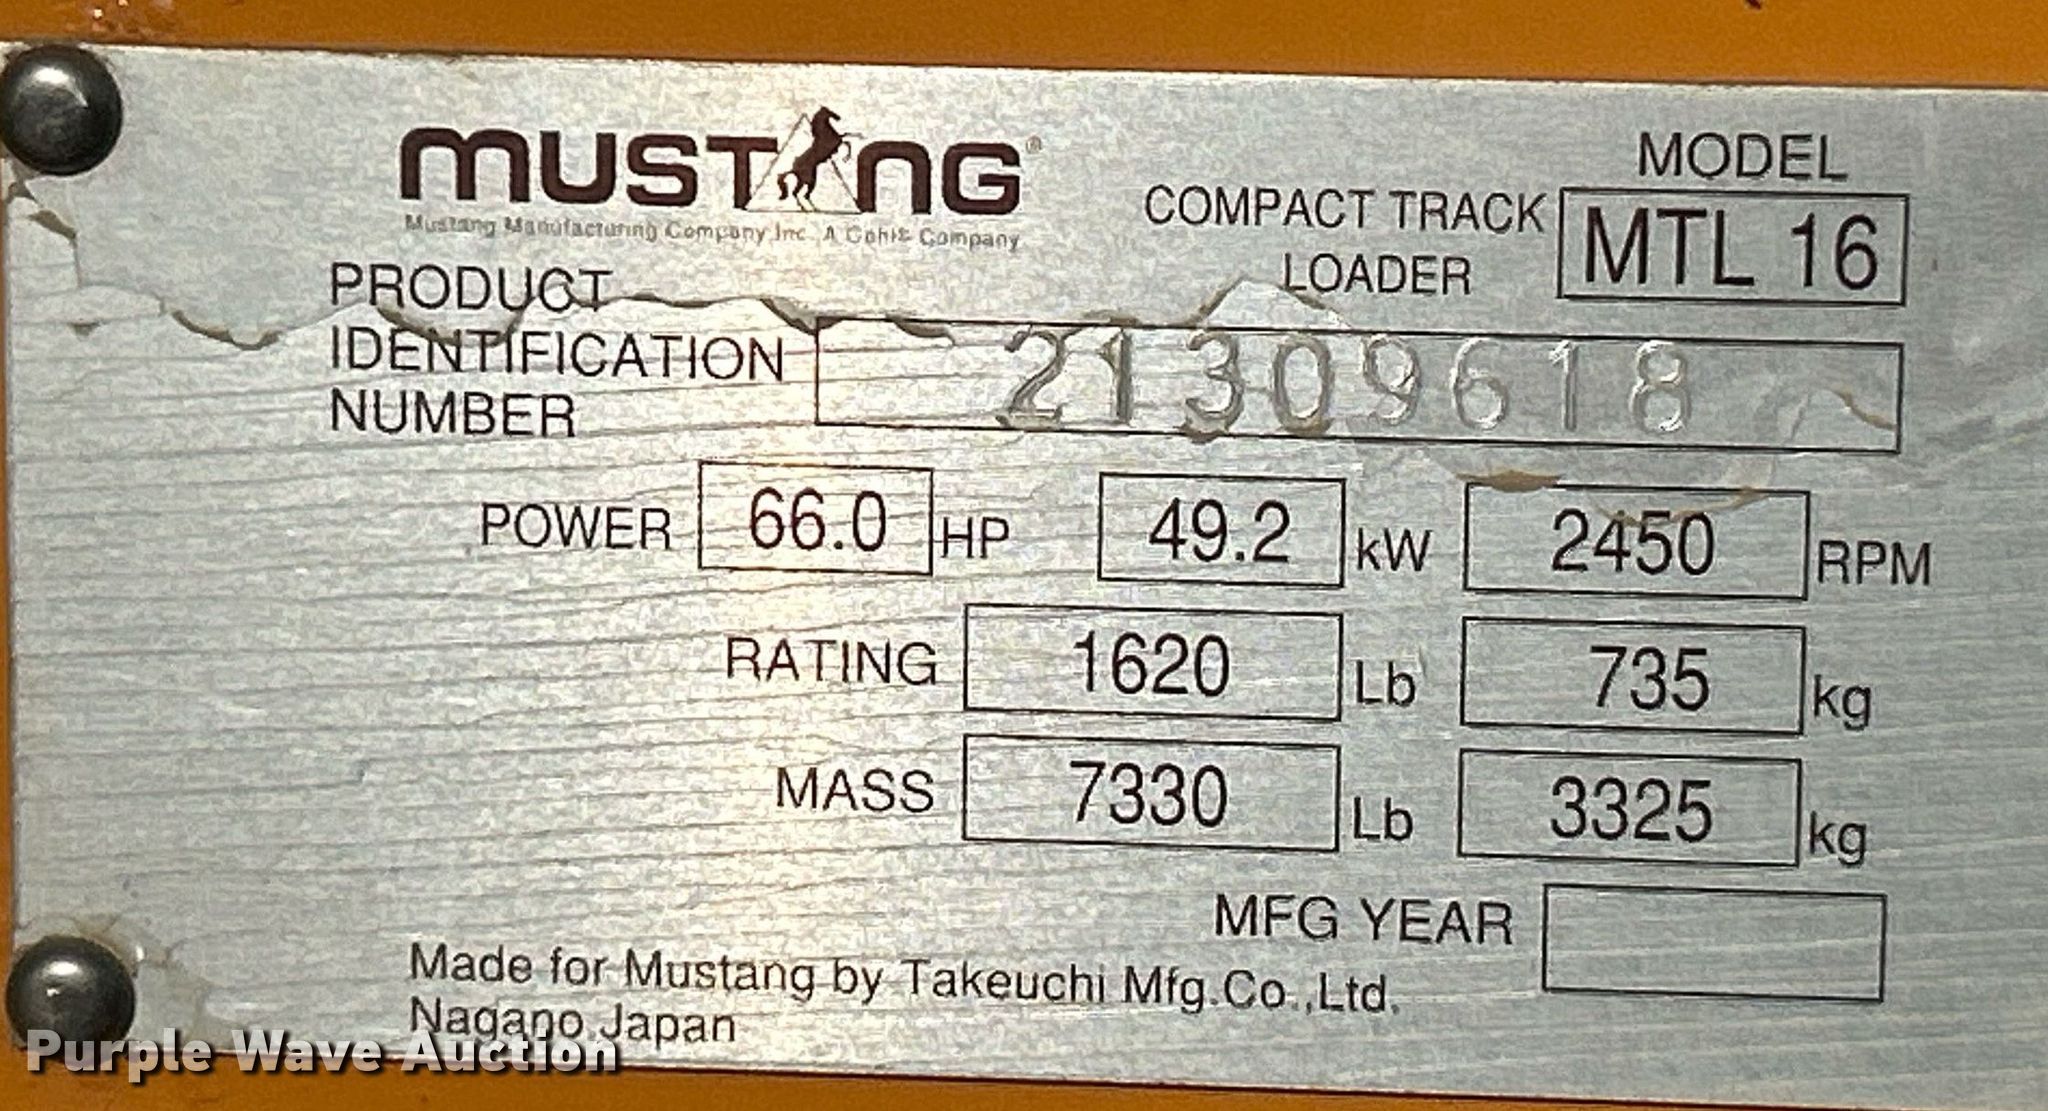 MUSTANG®
Mustang Manufacturing Company, Inc., A Gehl® Company
COMPACT TRACK LOADER
MODEL
MTL 16
PRODUCT IDENTIFICATION NUMBER
21309618
POWER 66.0 HP 49.2 kW 2450 RPM
RATING 1620 Lb 735 kg
MASS 7330 Lb 3325 kg
MFG YEAR
Made for Mustang by Takeuchi Mfg.Co.,Ltd.
Nagano,Japan
Purple Wave Auction